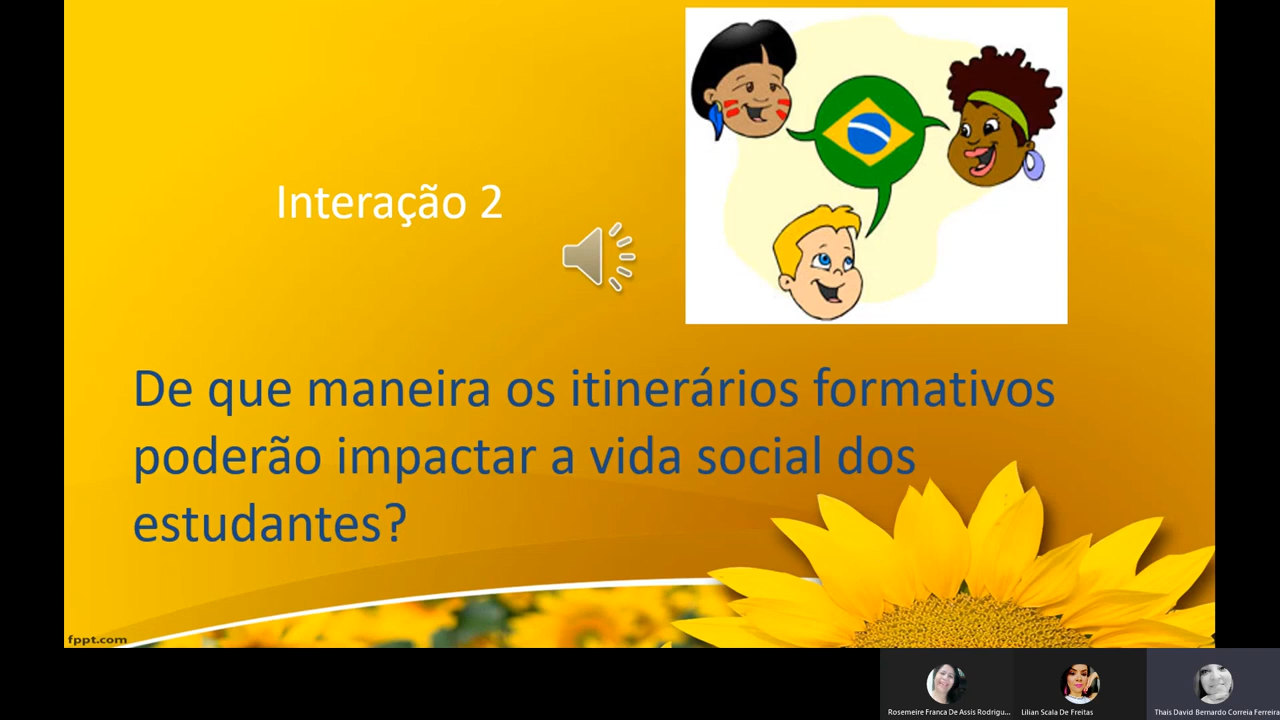 Interação 2
De que maneira os itinerários formativos
poderão impactar a vida social dos
estudantes?
fppt.com
Rosemeire Franca De Assis Rodrigu...
Lilian Scala De Freitas
Thais David Bernardo Correia Ferreira